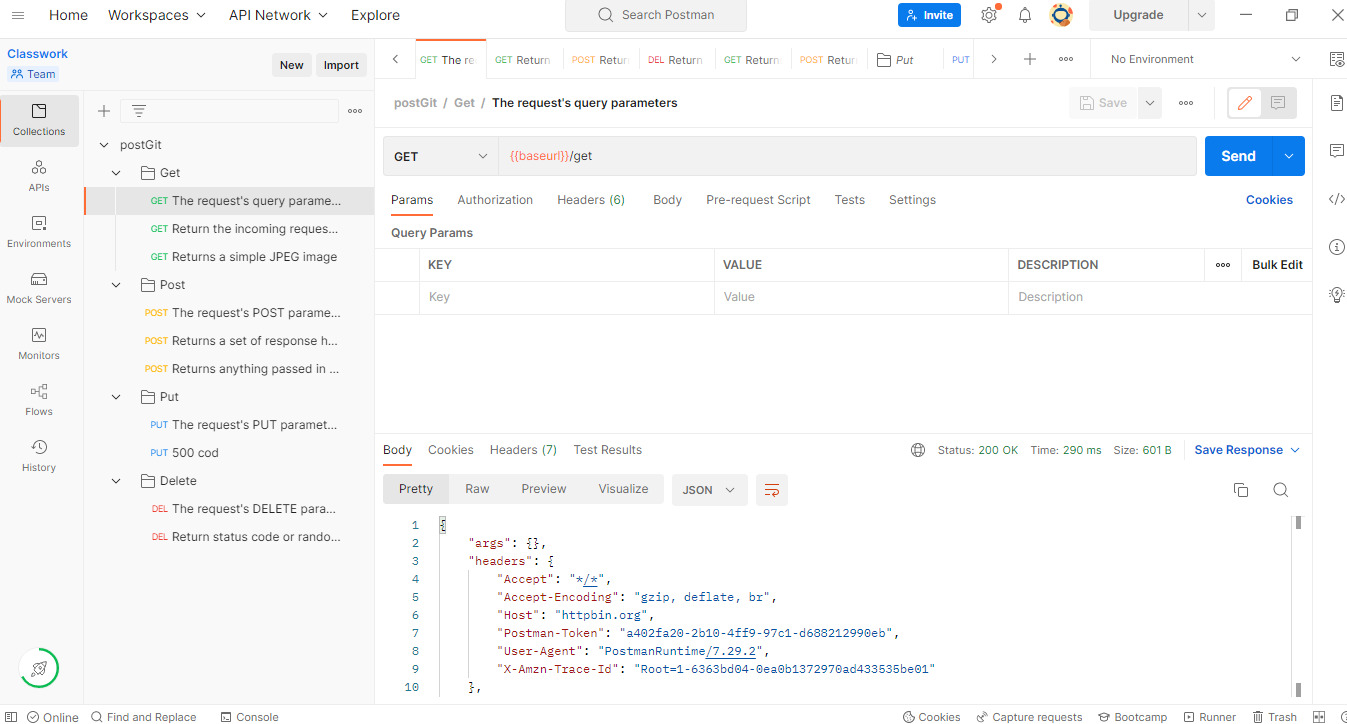 Home Workspaces API Network Explore Search Postman Invite Upgrade
Classwork
Team
New Import
GET The re GET Return POST Retur DEL Return GET Return POST Retur Put PUT No Environment
postGit / Get / The request's query parameters Save
Collections
APIs
Environments
Mock Servers
Monitors
Flows
History
postGit
Get
GET The request's query parame...
GET Return the incoming reques...
GET Returns a simple JPEG image
Post
POST The request's POST parame...
POST Returns a set of response h...
POST Returns anything passed in ...
Put
PUT The request's PUT paramet...
PUT 500 cod
Delete
DEL The request's DELETE para...
DEL Return status code or rando...
GET {{baseurl}}/get Send
Params Authorization Headers (6) Body Pre-request Script Tests Settings Cookies
Query Params
KEY VALUE DESCRIPTION Bulk Edit
Key Value Description
Body Cookies Headers (7) Test Results Status: 200 OK Time: 290 ms Size: 601 B Save Response
Pretty Raw Preview Visualize JSON
1 {
2 "args": {},
3 "headers": {
4 "Accept": "*/*",
5 "Accept-Encoding": "gzip, deflate, br",
6 "Host": "httpbin.org",
7 "Postman-Token": "a402fa20-2b10-4ff9-97c1-d688212990eb",
8 "User-Agent": "PostmanRuntime/7.29.2",
9 "X-Amzn-Trace-Id": "Root=1-6363bd04-0ea0b1372970ad433535be01"
10 },
Online Find and Replace Console Cookies Capture requests Bootcamp Runner Trash